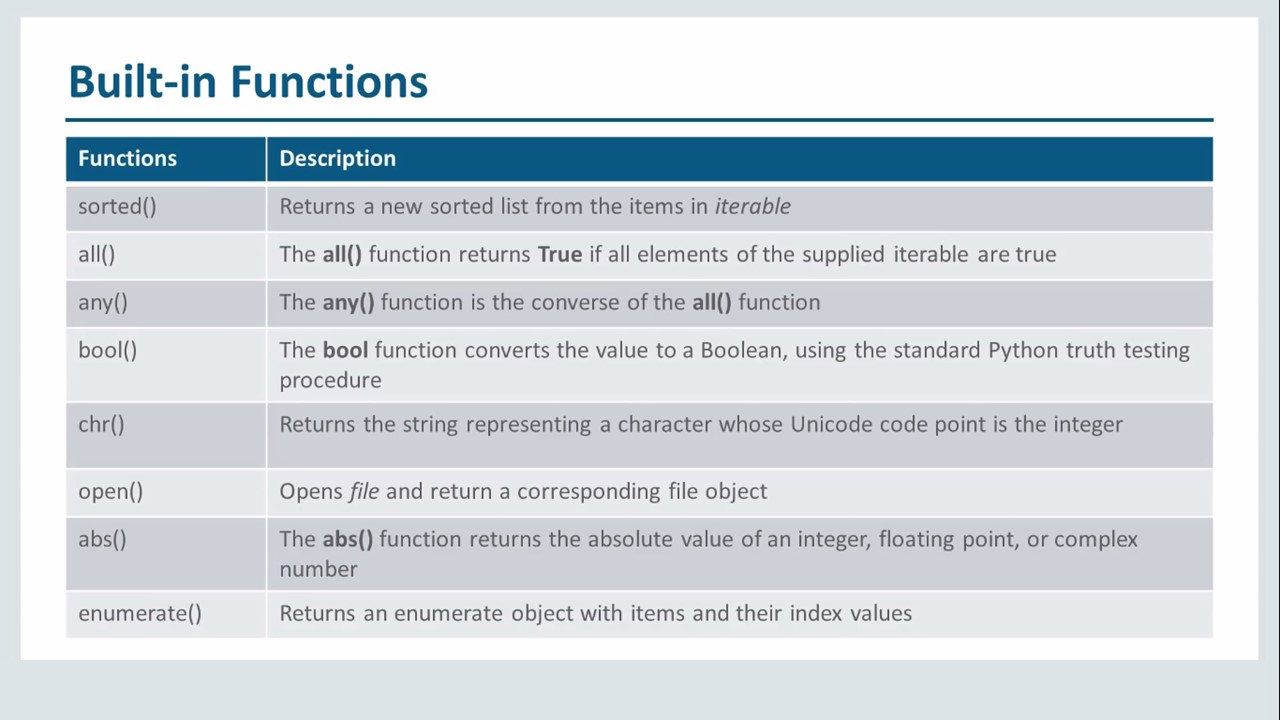 Built-in Functions
Functions Description
sorted() Returns a new sorted list from the items in iterable
all() The all() function returns True if all elements of the supplied iterable are true
any() The any() function is the converse of the all() function
bool() The bool function converts the value to a Boolean, using the standard Python truth testing
procedure
chr() Returns the string representing a character whose Unicode code point is the integer
open() Opens file and return a corresponding file object
abs() The abs() function returns the absolute value of an integer, floating point, or complex
number
enumerate() Returns an enumerate object with items and their index values